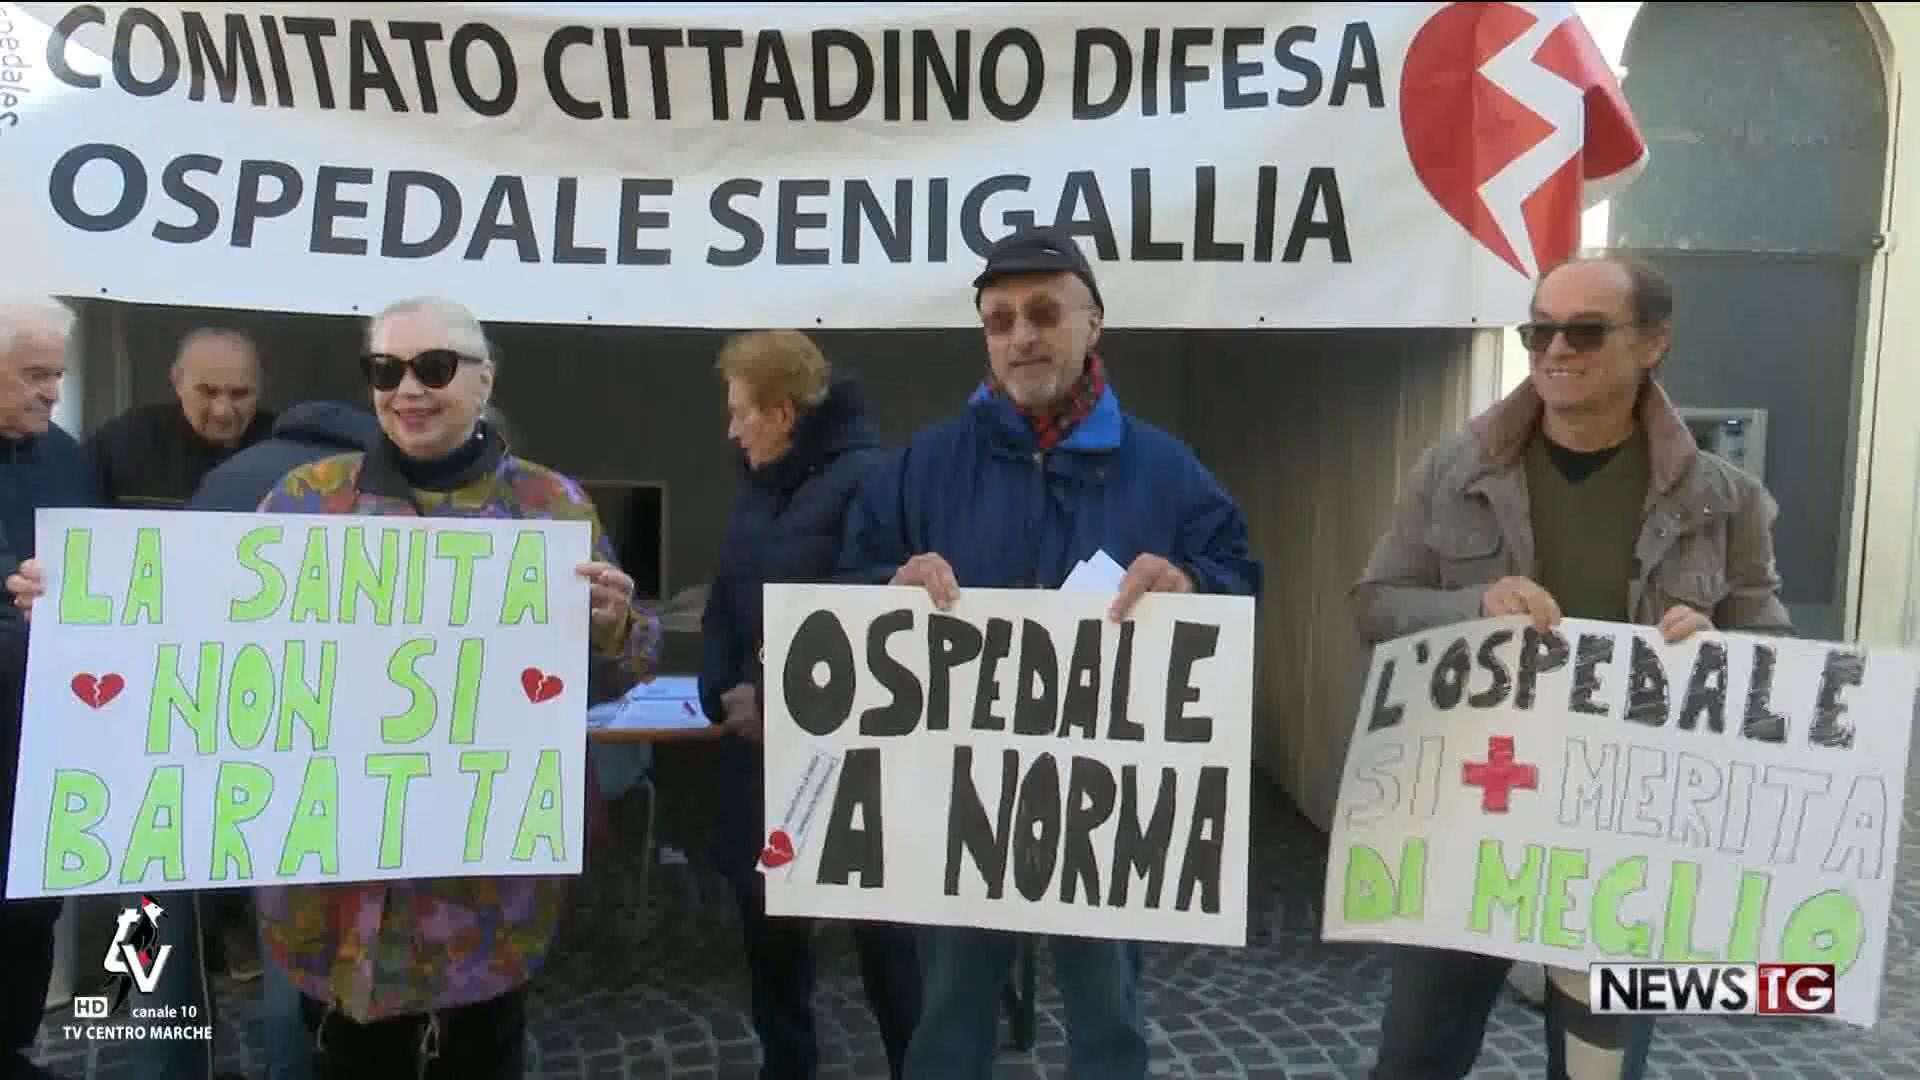 COMITATO CITTADINO DIFESA
OSPEDALE SENIGALLIA
LA SANITA
NON SI
BARATTA
OSPEDALE
A NORMA
L'OSPEDALE
SI + MERITA
DI MEGLIO
HD canale 10
TV CENTRO MARCHE
NEWS TG